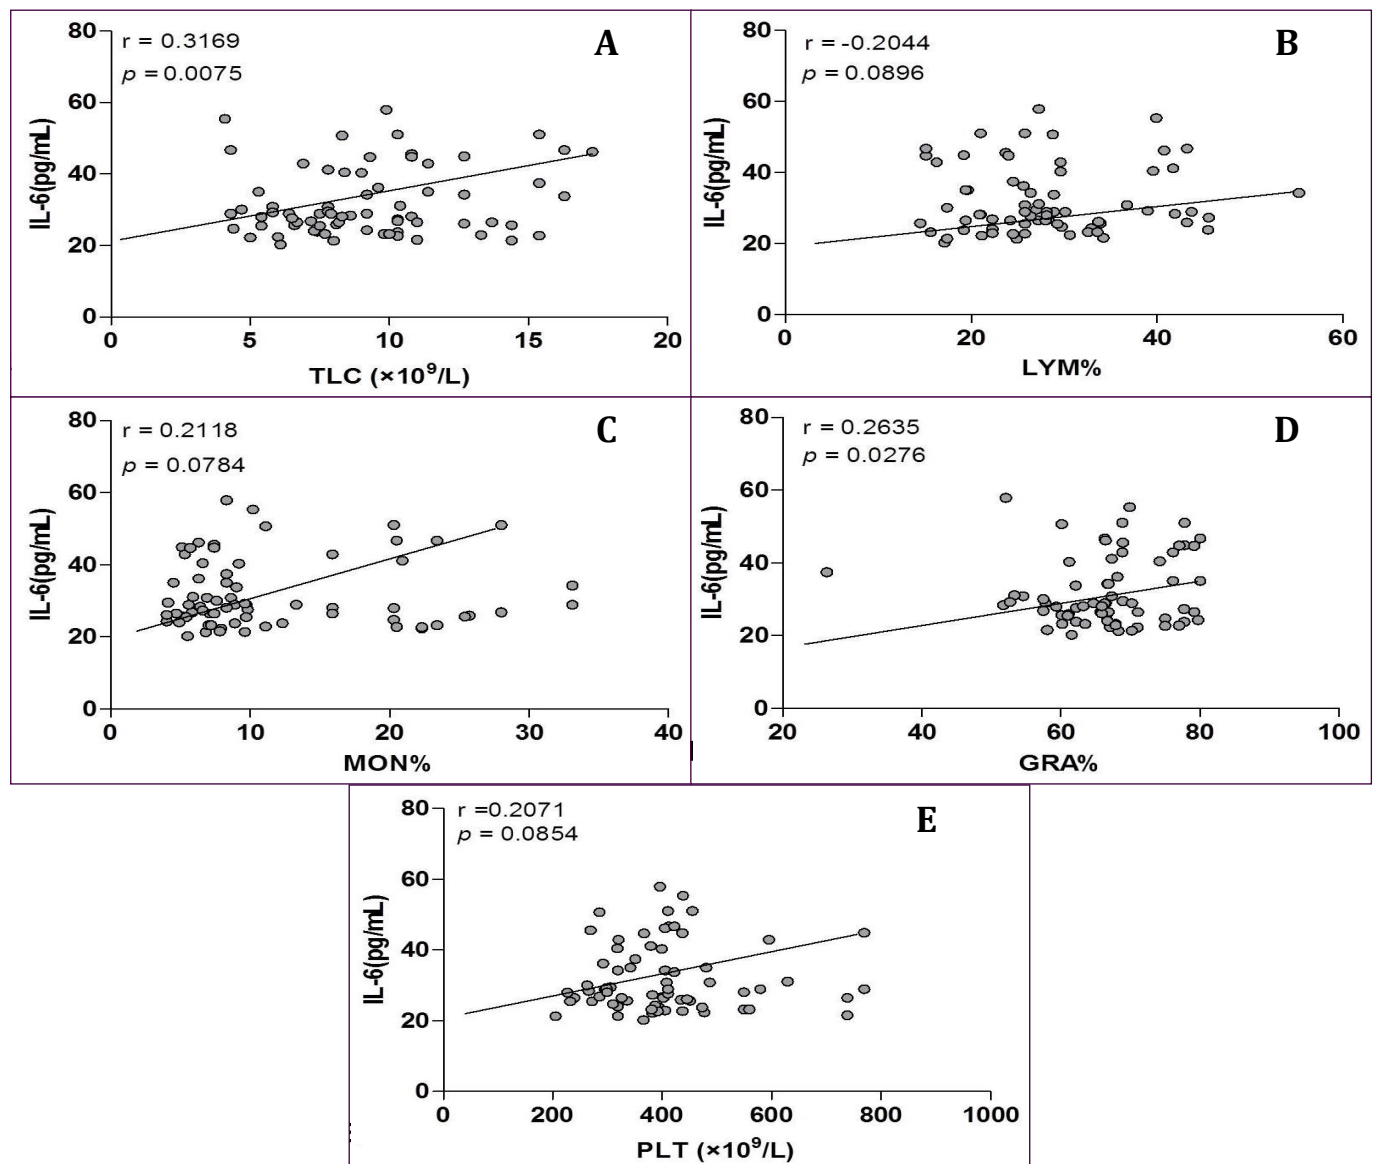 r = 0.3169
p = 0.0075
A
80
60
40
20
0
IL-6(pg/mL)
0 5 10 15 20
TLC (×10⁹/L)
r = -0.2044
p = 0.0896
B
80
60
40
20
0
IL-6(pg/mL)
0 20 40 60
LYM%
r = 0.2118
p = 0.0784
C
80
60
40
20
0
IL-6(pg/mL)
0 10 20 30 40
MON%
r = 0.2635
p = 0.0276
D
80
60
40
20
0
IL-6(pg/mL)
20 40 60 80 100
GRA%
r =0.2071
p = 0.0854
E
80
60
40
20
0
IL-6(pg/mL)
0 200 400 600 800 1000
PLT (×10⁹/L)